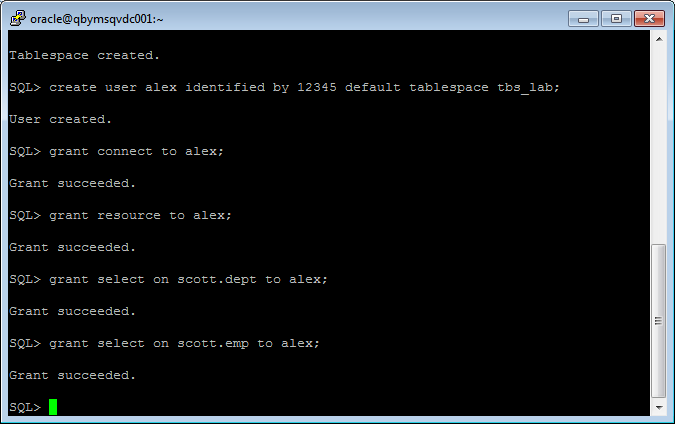 oracle@qbymsqvdc001:~
Tablespace created.
SQL> create user alex identified by 12345 default tablespace tbs_lab;
User created.
SQL> grant connect to alex;
Grant succeeded.
SQL> grant resource to alex;
Grant succeeded.
SQL> grant select on scott.dept to alex;
Grant succeeded.
SQL> grant select on scott.emp to alex;
Grant succeeded.
SQL>